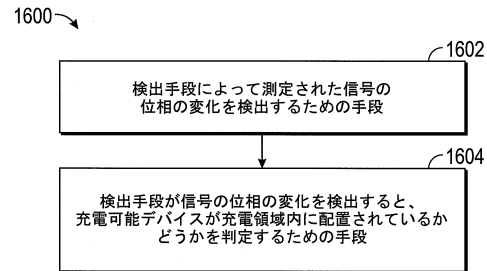 1600
1602
検出手段によって測定された信号の
位相の変化を検出するための手段
1604
検出手段が信号の位相の変化を検出すると、
充電可能デバイスが充電領域内に配置されているか
どうかを判定するための手段